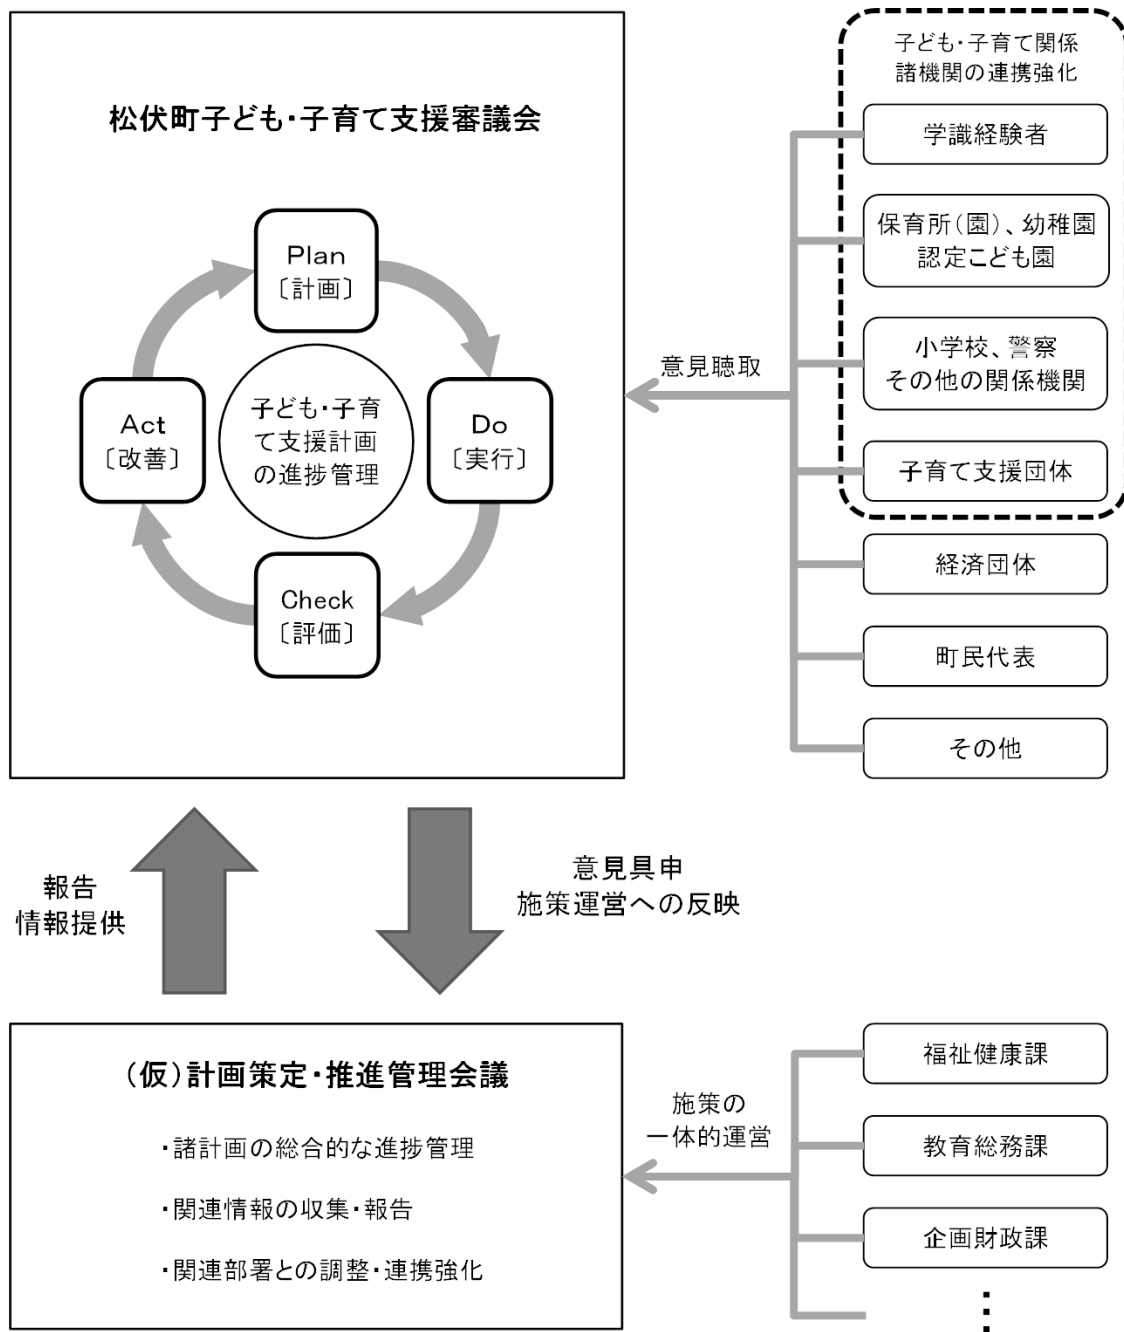 松伏町子ども・子育て支援審議会
Plan
〔計画〕
Do
〔実行〕
Check
〔評価〕
Act
〔改善〕
子ども・子育
て支援計画
の進捗管理
意見聴取
子ども・子育て関係
諸機関の連携強化
学識経験者
保育所（園）、幼稚園
認定こども園
小学校、警察
その他の関係機関
子育て支援団体
経済団体
町民代表
その他
報告
情報提供
意見具申
施策運営への反映
（仮）計画策定・推進管理会議
・諸計画の総合的な進捗管理
・関連情報の収集・報告
・関連部署との調整・連携強化
施策の
一体的運営
福祉健康課
教育総務課
企画財政課
⋮